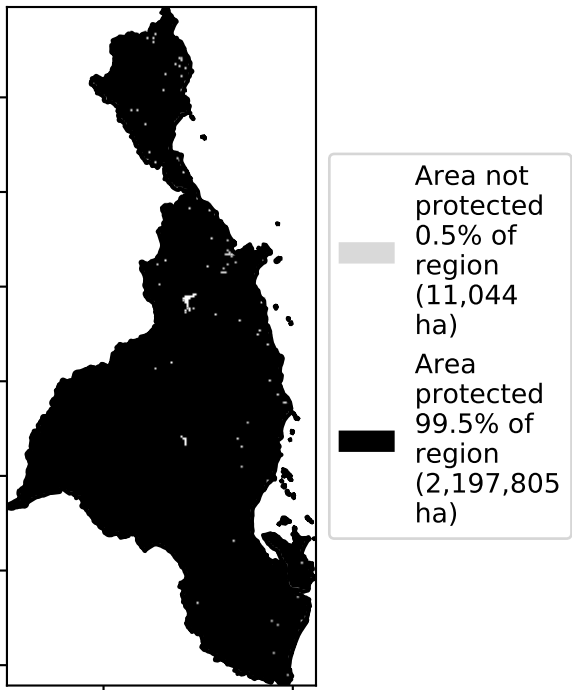 Area not
protected
0.5% of
region
(11,044
ha)
Area
protected
99.5% of
region
(2,197,805
ha)